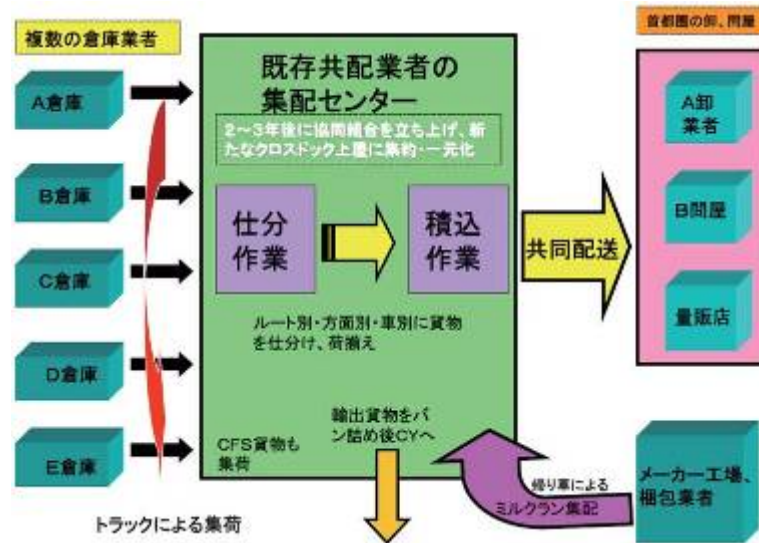 複数の倉庫業者
A倉庫
B倉庫
C倉庫
D倉庫
E倉庫
トラックによる集荷
既存共配業者の
集配センター
2～3年後に協同組合を立ち上げ、新
たなクロスドック上屋に集約・一元化
仕分
作業
積込
作業
ルート別・方面別・車別に貨物
を仕分け、荷揃え
CFS貨物も
集荷
輸出貨物をバ
ン詰め後CYへ
共同配送
首都圏の卸、問屋
A卸
業者
B問屋
量販店
帰り車による
ミルクラン集配
メーカー工場、
梱包業者